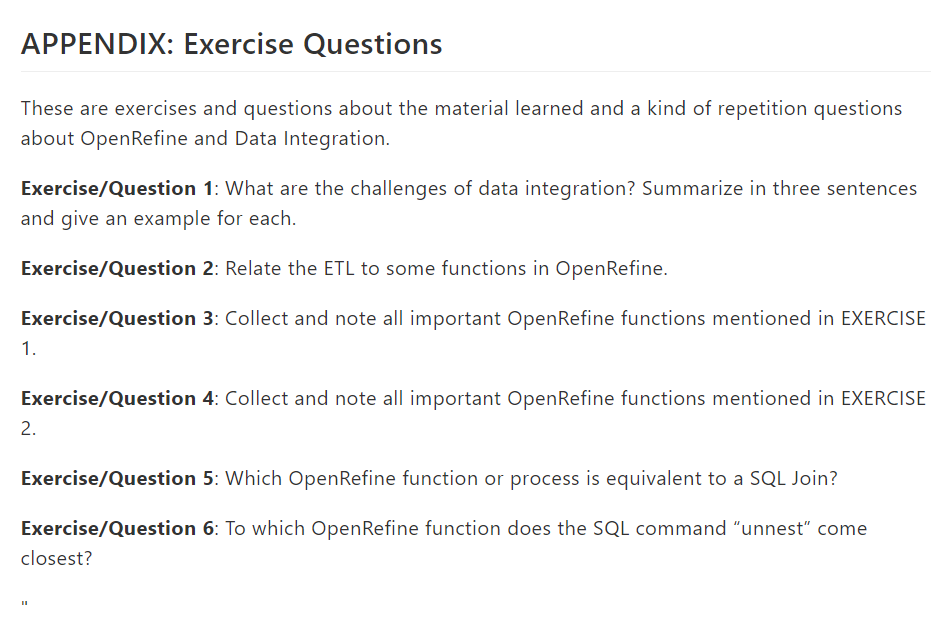 APPENDIX: Exercise Questions
These are exercises and questions about the material learned and a kind of repetition questions
about OpenRefine and Data Integration.
Exercise/Question 1: What are the challenges of data integration? Summarize in three sentences
and give an example for each.
Exercise/Question 2: Relate the ETL to some functions in OpenRefine.
Exercise/Question 3: Collect and note all important OpenRefine functions mentioned in EXERCISE
1.
Exercise/Question 4: Collect and note all important OpenRefine functions mentioned in EXERCISE
2.
Exercise/Question 5: Which OpenRefine function or process is equivalent to a SQL Join?
Exercise/Question 6: To which OpenRefine function does the SQL command “unnest” come
closest?
"